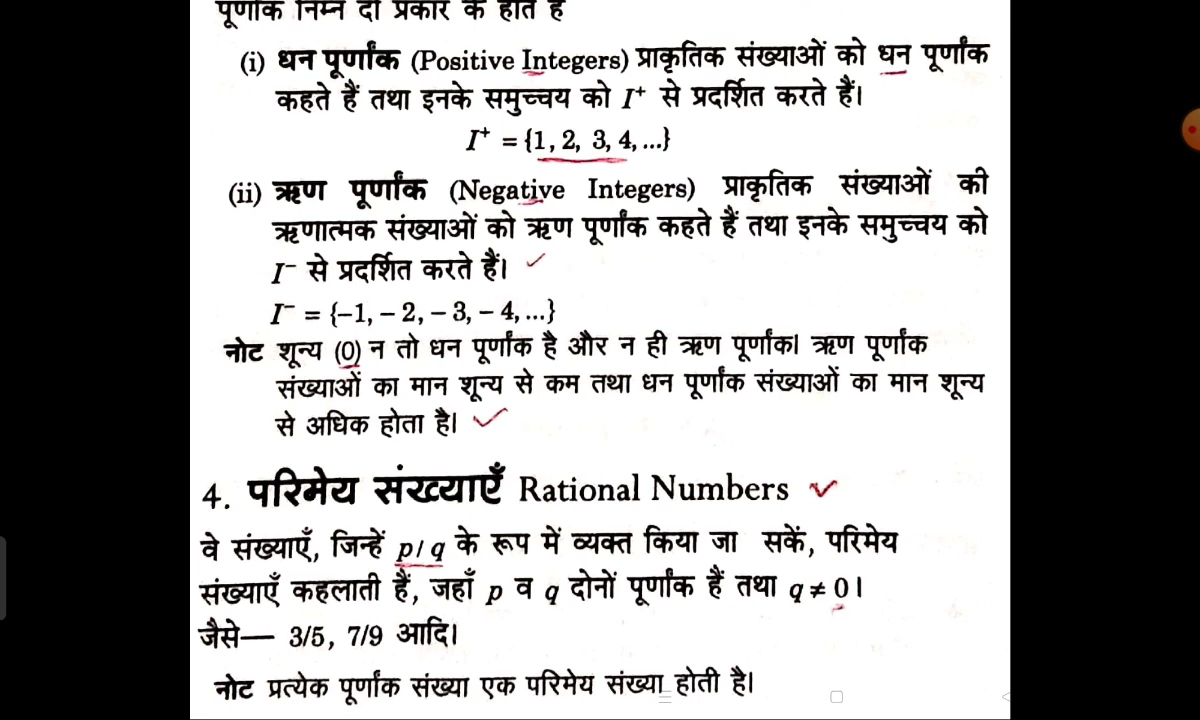 पूर्णांक निम्न दो प्रकार के होते हैं
(i) धन पूर्णांक (Positive Integers) प्राकृतिक संख्याओं को धन पूर्णांक
कहते हैं तथा इनके समुच्चय को I⁺ से प्रदर्शित करते हैं।
I⁺ = {1, 2, 3, 4, ...}
(ii) ऋण पूर्णांक (Negative Integers) प्राकृतिक संख्याओं की
ऋणात्मक संख्याओं को ऋण पूर्णांक कहते हैं तथा इनके समुच्चय को
I⁻ से प्रदर्शित करते हैं।
I⁻ = {–1, – 2, – 3, – 4, ...}
नोट शून्य (0) न तो धन पूर्णांक है और न ही ऋण पूर्णांक। ऋण पूर्णांक
संख्याओं का मान शून्य से कम तथा धन पूर्णांक संख्याओं का मान शून्य
से अधिक होता है।
4. परिमेय संख्याएँ Rational Numbers
वे संख्याएँ, जिन्हें p/q के रूप में व्यक्त किया जा सकें, परिमेय
संख्याएँ कहलाती हैं, जहाँ p व q दोनों पूर्णांक हैं तथा q ≠ 0।
जैसे— 3/5, 7/9 आदि।
नोट प्रत्येक पूर्णांक संख्या एक परिमेय संख्या होती है।